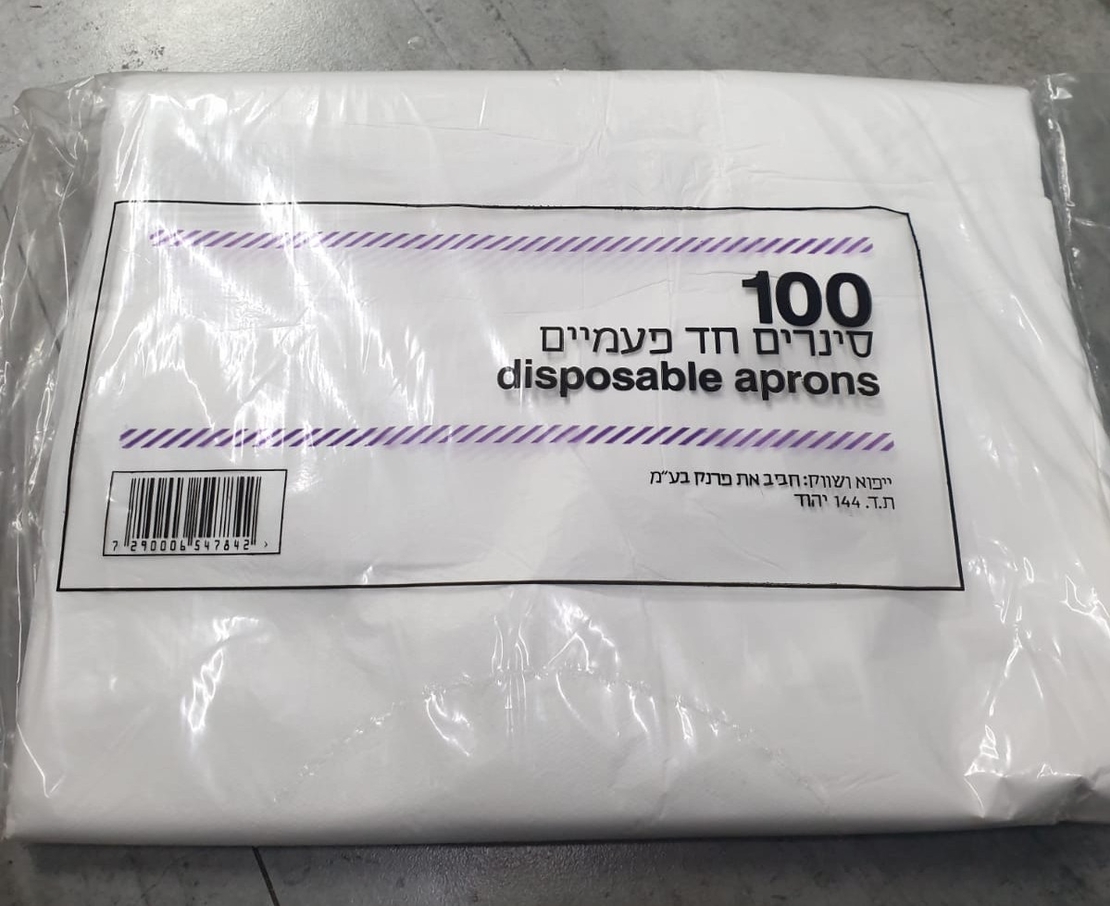 100
סינרים חד פעמיים
disposable aprons
ייבוא ושווק: חביב את פרנק בע״מ
ת.ד. 144 יהוד
7 290006 547842 >